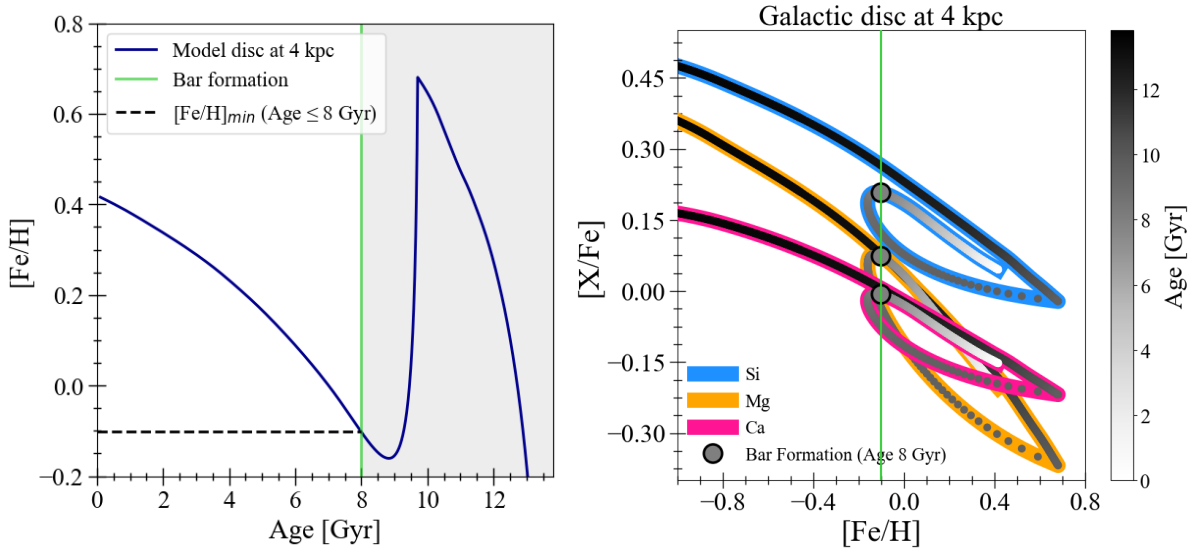 0.8
0.6
0.4
0.2
0.0
−0.2
[Fe/H]
Model disc at 4 kpc
Bar formation
[Fe/H]min (Age ≤ 8 Gyr)
0 2 4 6 8 10 12
Age [Gyr]
Galactic disc at 4 kpc
0.45
0.30
0.15
0.00
−0.15
−0.30
[X/Fe]
Si
Mg
Ca
Bar Formation (Age 8 Gyr)
−0.8 −0.4 0.0 0.4 0.8
[Fe/H]
12
10
8
6
4
2
0
Age [Gyr]